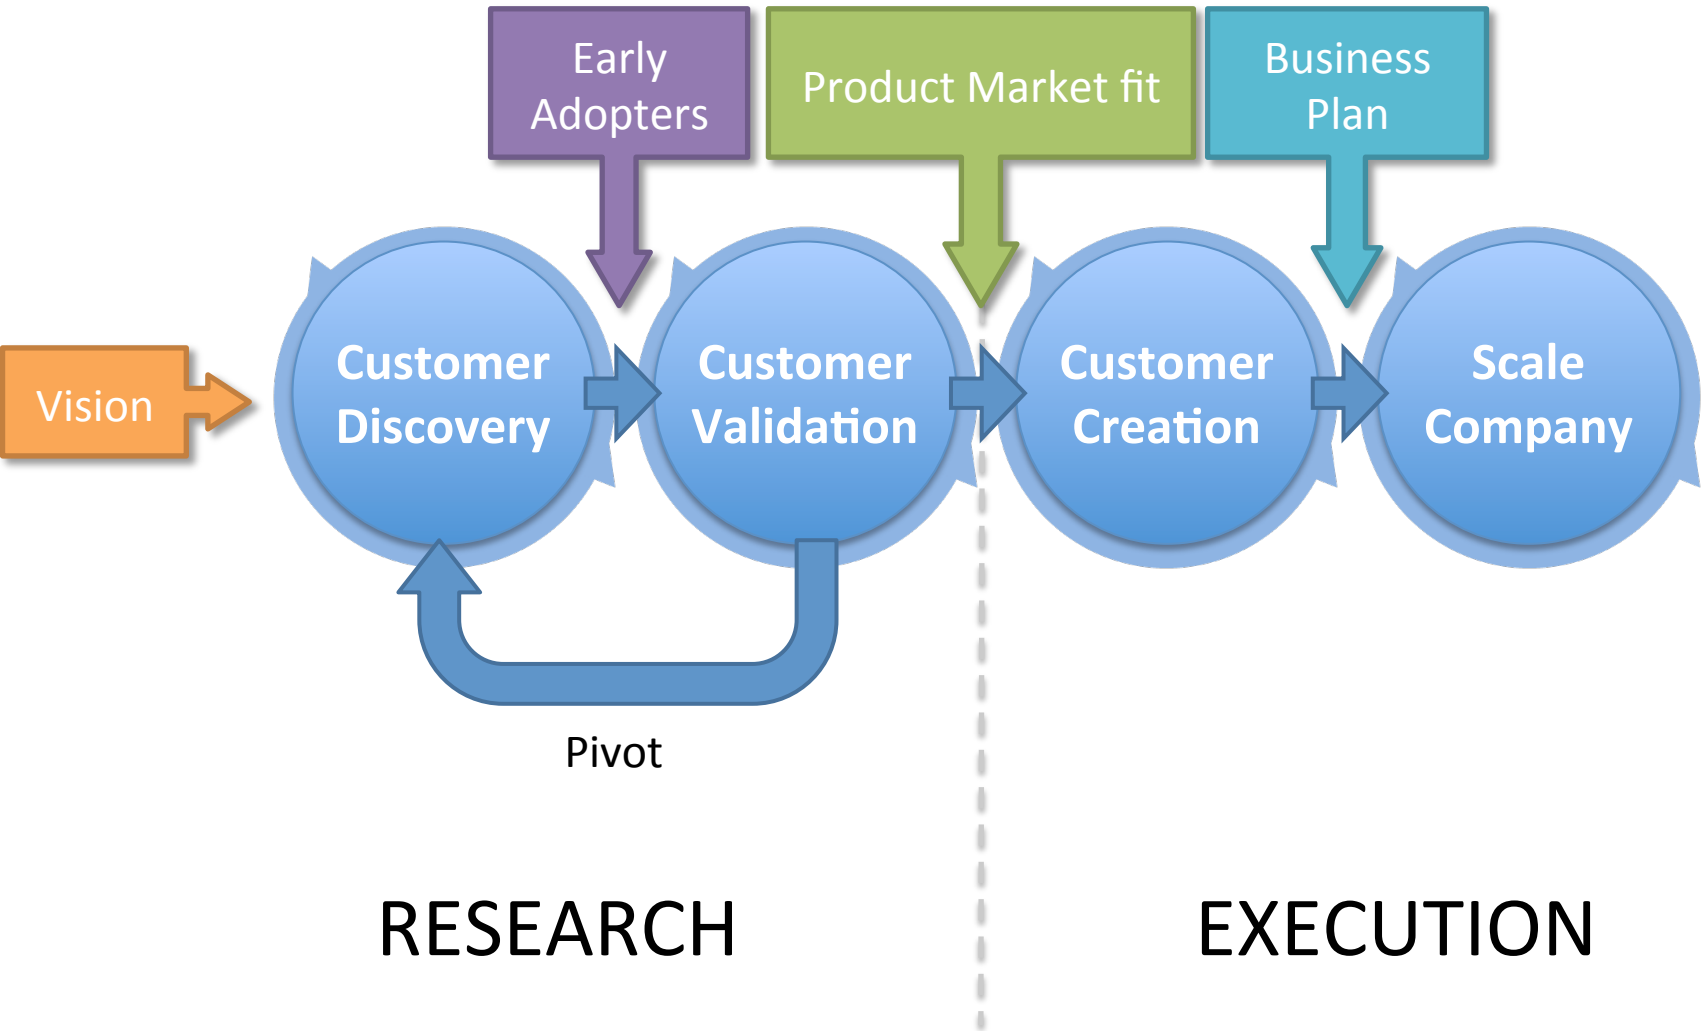 Early
Adopters
Product Market fit
Business
Plan
Vision
Customer
Discovery
Customer
Validation
Customer
Creation
Scale
Company
Pivot
RESEARCH
EXECUTION